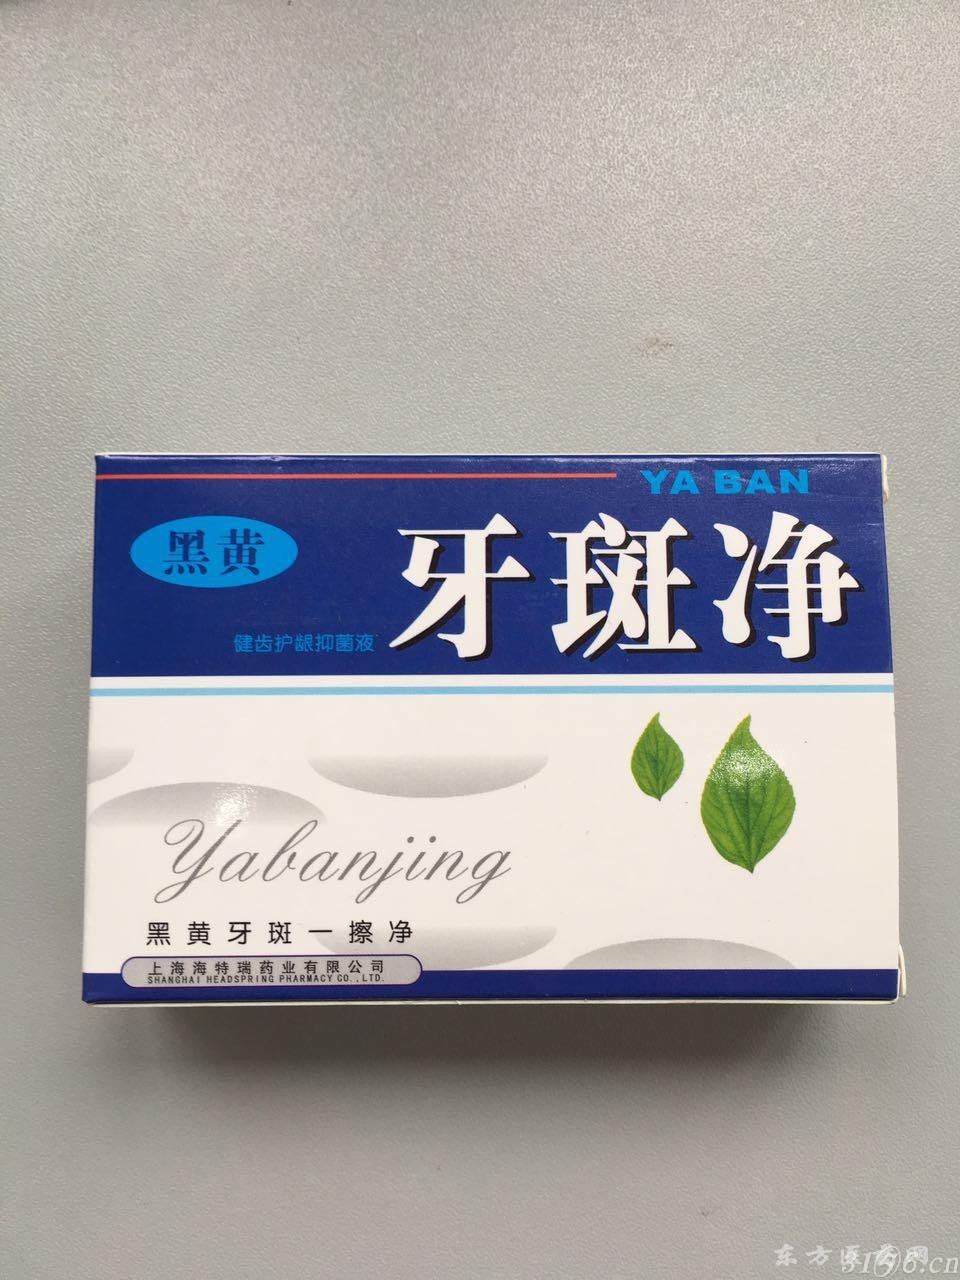 YA BAN
黑黄
牙斑净
健齿护龈抑菌液
Yabanjing
黑黄牙斑一擦净
上海海特瑞药业有限公司
SHANGHAI HEADSPRING PHARMACY CO.,LTD.
东方医药网
3156.cn